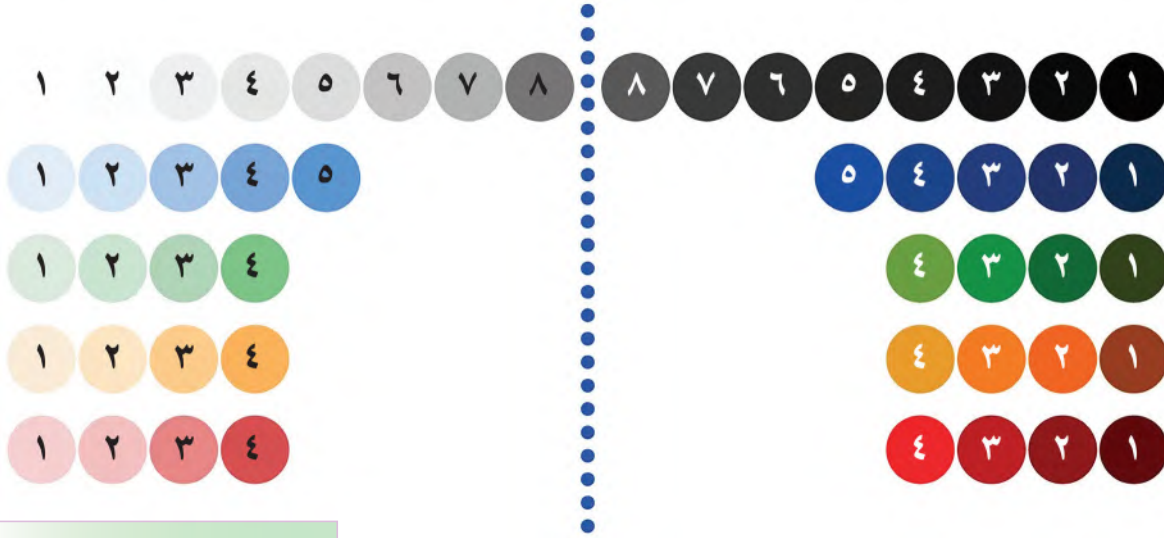 ١ ٢ ٣ ٤ ٥ ٦ ٧ ٨ ٨ ٧ ٦ ٥ ٤ ٣ ٢ ١
١ ٢ ٣ ٤ ٥ ٥ ٤ ٣ ٢ ١
١ ٢ ٣ ٤ ٤ ٣ ٢ ١
١ ٢ ٣ ٤ ٤ ٣ ٢ ١
١ ٢ ٣ ٤ ٤ ٣ ٢ ١